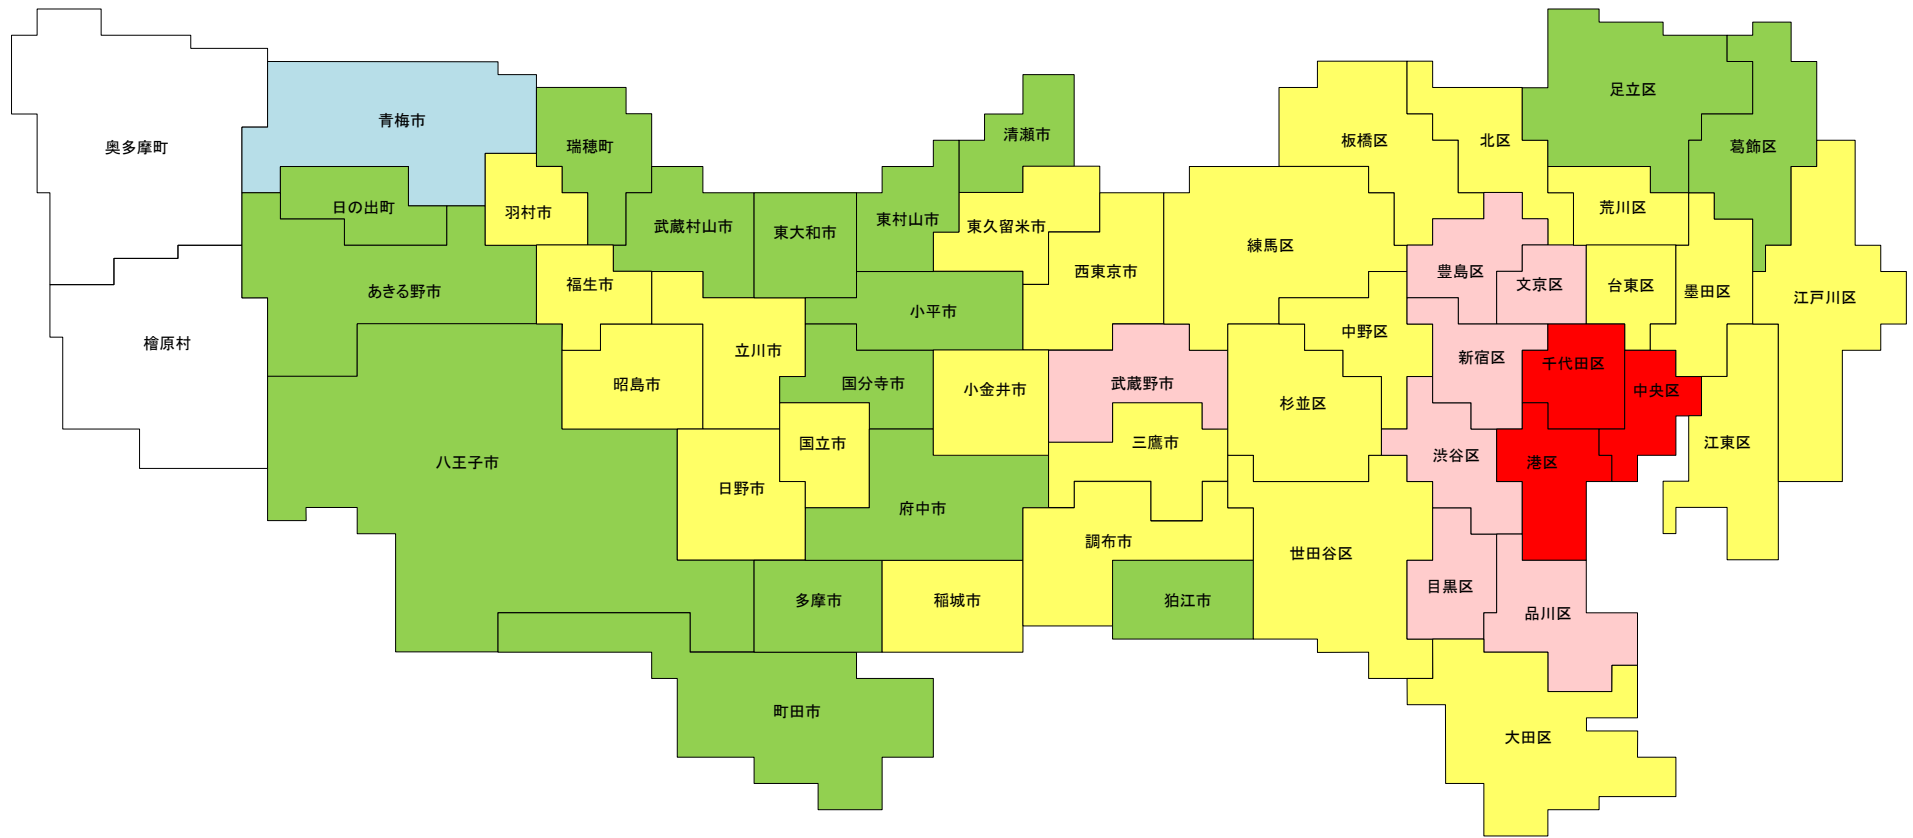 足立区
青梅市
清瀬市
板橋区
北区
奥多摩町
瑞穂町
葛飾区
日の出町
羽村市
武蔵村山市
東大和市
東村山市
東久留米市
荒川区
練馬区
西東京市
豊島区
文京区
台東区
墨田区
江戸川区
あきる野市
福生市
小平市
檜原村
立川市
中野区
新宿区
千代田区
昭島市
国分寺市
小金井市
武蔵野市
杉並区
中央区
八王子市
国立市
三鷹市
渋谷区
港区
江東区
日野市
府中市
調布市
世田谷区
目黒区
多摩市
稲城市
狛江市
品川区
町田市
大田区